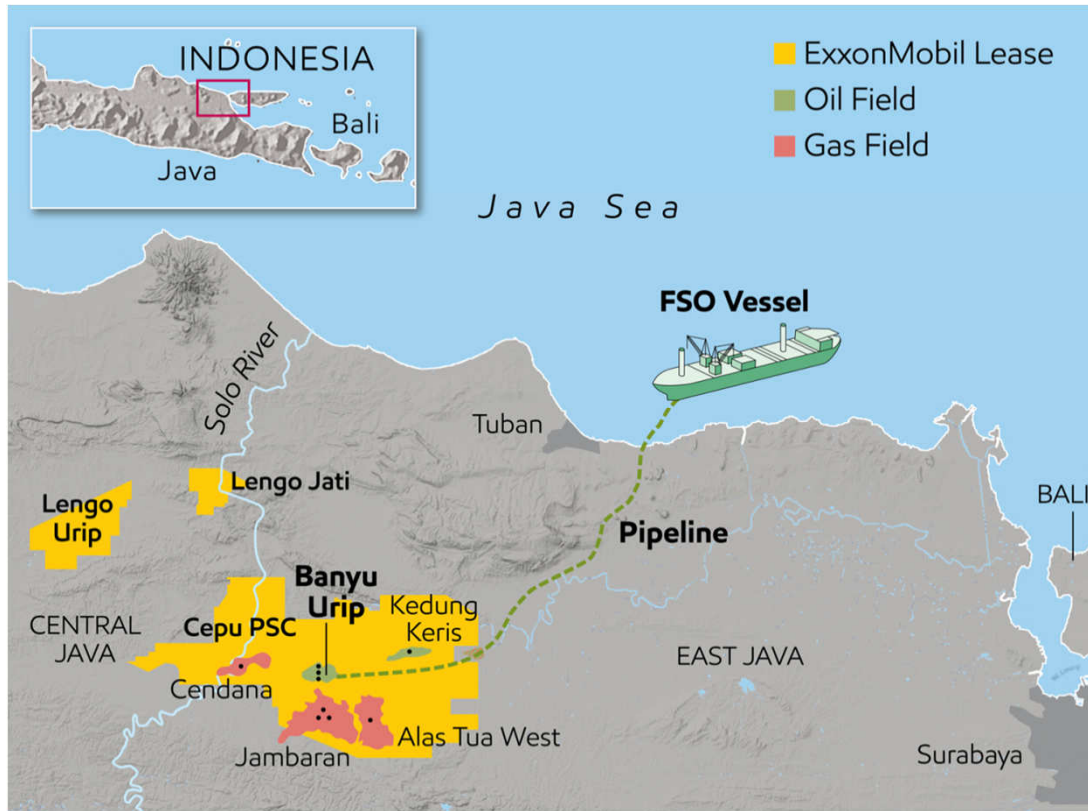 INDONESIA
Bali
Java
ExxonMobil Lease
Oil Field
Gas Field
Java Sea
FSO Vessel
Solo River
Tuban
Lengo Jati
Lengo
Urip
Pipeline
BALI
Banyu
Urip
Kedung
Keris
CENTRAL
JAVA
Cepu PSC
EAST JAVA
Cendana
Jambaran
Alas Tua West
Surabaya